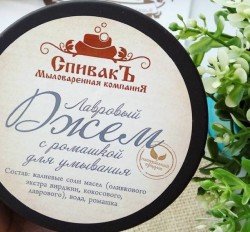 СпивакЪ
Мыловаренная компаниЯ
Лавровый
Джем
с ромашкой
для умывания
Состав: калиевые соли масел (оливкового
экстра вирджин, кокосового,
лаврового), вода, ромашка